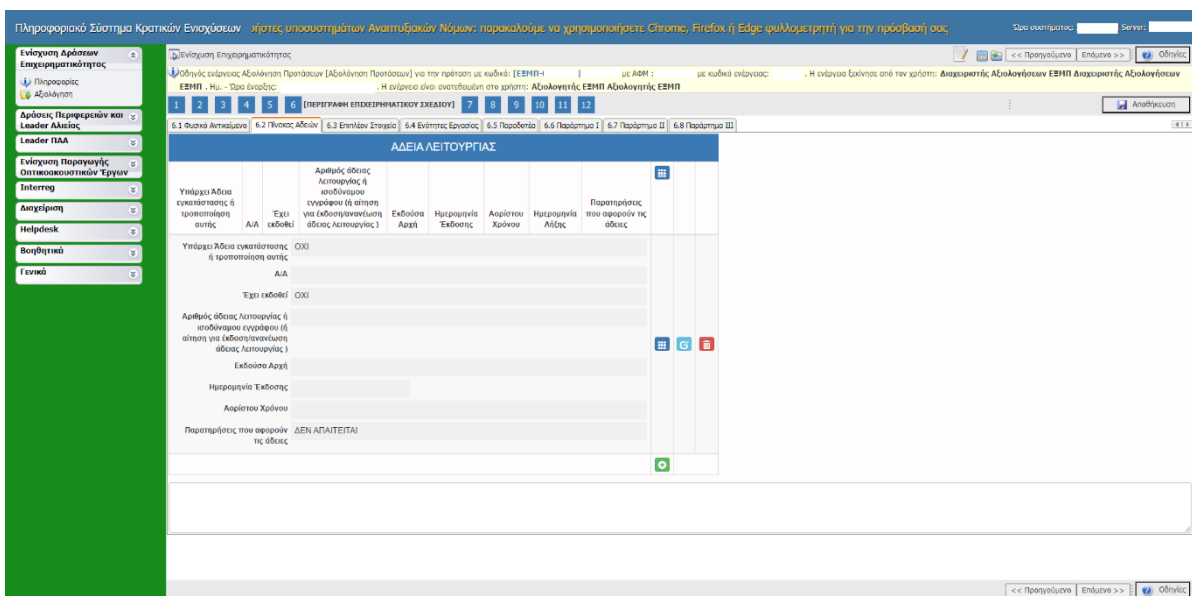 Πληροφοριακό Σύστημα Κρατικών Ενισχύσεων
χρήστες υποσυστημάτων Αναπτυξιακών Νόμων: παρακαλούμε να χρησιμοποιήσετε Chrome, Firefox ή Edge φυλλομετρητή για την πρόσβασή σας
Ώρα συστήματος:
Server:
Ενίσχυση Δράσεων
Επιχειρηματικότητος
Πληροφορίες
Αξιολόγηση
Δράσεις Περιφερειών και
Leader Αλιείας
Leader ΠΑΑ
Ενίσχυση Παραγωγής
Οπτικοακουστικών Έργων
Interreg
Διαχείριση
Helpdesk
Βοηθητικά
Γενικά
Ενίσχυση Επιχειρηματικότητος
<< Προηγούμενο Επόμενο >> Οδηγίες
Οδηγός ενέργειας Αξιολόγηση Προτάσεων [Αξιολόγηση Προτάσεων] για την πρόταση με κωδικό: [ΕΞΜΠ- ] με ΑΦΜ : με κωδικό ενέργειας: . Η ενέργεια ξεκίνησε από τον χρήστη: Διαχειριστής Αξιολογήσεων ΕΞΜΠ Διαχειριστής Αξιολογήσεων
ΕΞΜΠ . Ημ. - Ώρα έναρξης: . Η ενέργεια είναι ανατεθειμένη στο χρήστη: Αξιολογητής ΕΞΜΠ Αξιολογητής ΕΞΜΠ
1 2 3 4 5 6 [ΠΕΡΙΓΡΑΦΗ ΕΠΙΧΕΙΡΗΜΑΤΙΚΟΥ ΣΧΕΔΙΟΥ] 7 8 9 10 11 12
Αποθήκευση
6.1 Φυσικό Αντικείμενο 6.2 Πίνακας Αδειών 6.3 Επιπλέον Στοιχεία 6.4 Ενότητες Εργασίας 6.5 Παραδοτέα 6.6 Παράρτημα Ι 6.7 Παράρτημα ΙΙ 6.8 Παράρτημα ΙΙΙ
ΑΔΕΙΑ ΛΕΙΤΟΥΡΓΙΑΣ
Υπάρχει Άδεια
εγκατάστασης ή
τροποποίηση
αυτής
Α/Α
Έχει
εκδοθεί
Αριθμός άδειας
λειτουργίας ή
ισοδύναμου
εγγράφου (ή αίτηση
για έκδοση/ανανέωση
άδειας λειτουργίας )
Εκδούσα
Αρχή
Ημερομηνία
Έκδοσης
Αορίστου
Χρόνου
Ημερομηνία
Λήξης
Παρατηρήσεις
που αφορούν τις
άδειες
Υπάρχει Άδεια εγκατάστασης ΟΧΙ
ή τροποποίηση αυτής
Α/Α
Έχει εκδοθεί ΟΧΙ
Αριθμός άδειας λειτουργίας ή
ισοδύναμου εγγράφου (ή
αίτηση για έκδοση/ανανέωση
άδειας λειτουργίας )
Εκδούσα Αρχή
Ημερομηνία Έκδοσης
Αορίστου Χρόνου
Παρατηρήσεις που αφορούν ΔΕΝ ΑΠΑΙΤΕΙΤΑΙ
τις άδειες
<< Προηγούμενο Επόμενο >> Οδηγίες